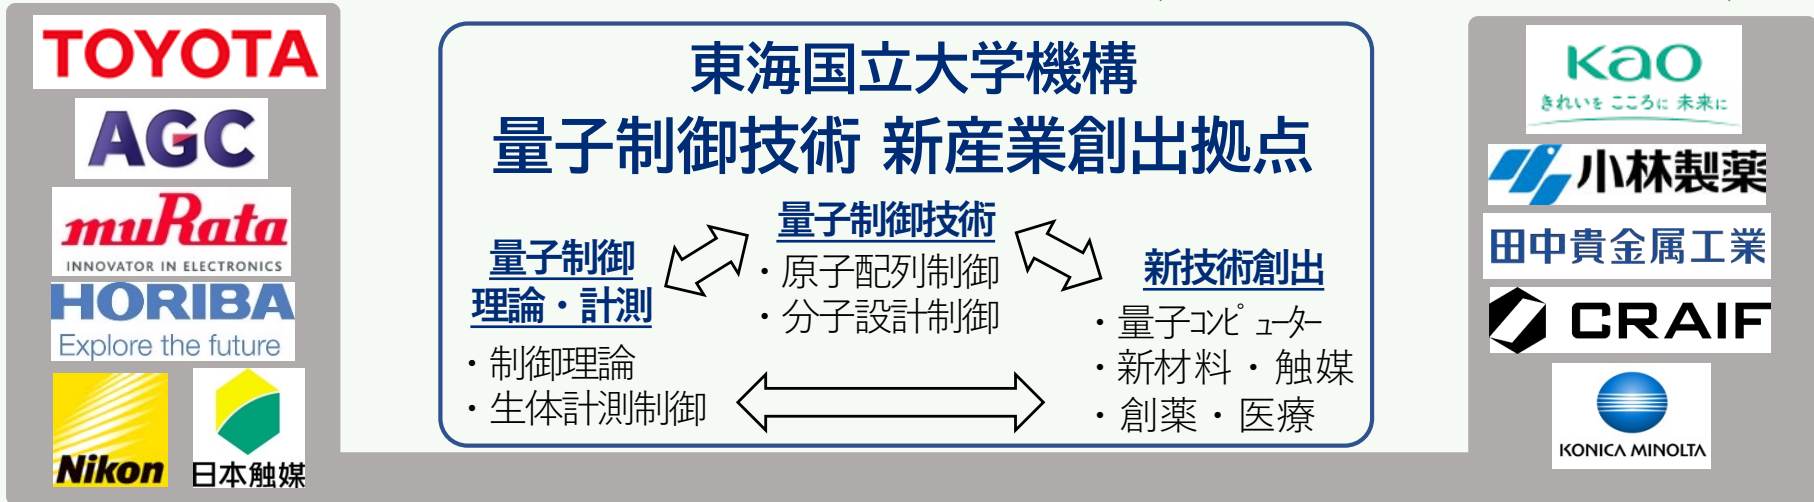 TOYOTA
AGC
muRata
INNOVATOR IN ELECTRONICS
HORIBA
Explore the future
Nikon
日本触媒
東海国立大学機構
量子制御技術 新産業創出拠点
量子制御
理論・計測
・制御理論
・生体計測制御
量子制御技術
・原子配列制御
・分子設計制御
新技術創出
・量子コンピューター
・新材料・触媒
・創薬・医療
Kao
きれいを こころに 未来に
小林製薬
田中貴金属工業
CRAIF
KONICA MINOLTA